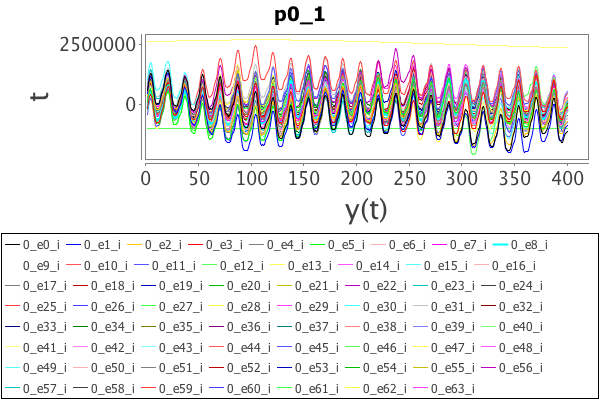 p0_1
2500000
0
t
0 50 100 150 200 250 300 350 400
y(t)
0_e0_i 0_e1_i 0_e2_i 0_e3_i 0_e4_i 0_e5_i 0_e6_i 0_e7_i 0_e8_i
0_e9_i 0_e10_i 0_e11_i 0_e12_i 0_e13_i 0_e14_i 0_e15_i 0_e16_i
0_e17_i 0_e18_i 0_e19_i 0_e20_i 0_e21_i 0_e22_i 0_e23_i 0_e24_i
0_e25_i 0_e26_i 0_e27_i 0_e28_i 0_e29_i 0_e30_i 0_e31_i 0_e32_i
0_e33_i 0_e34_i 0_e35_i 0_e36_i 0_e37_i 0_e38_i 0_e39_i 0_e40_i
0_e41_i 0_e42_i 0_e43_i 0_e44_i 0_e45_i 0_e46_i 0_e47_i 0_e48_i
0_e49_i 0_e50_i 0_e51_i 0_e52_i 0_e53_i 0_e54_i 0_e55_i 0_e56_i
0_e57_i 0_e58_i 0_e59_i 0_e60_i 0_e61_i 0_e62_i 0_e63_i